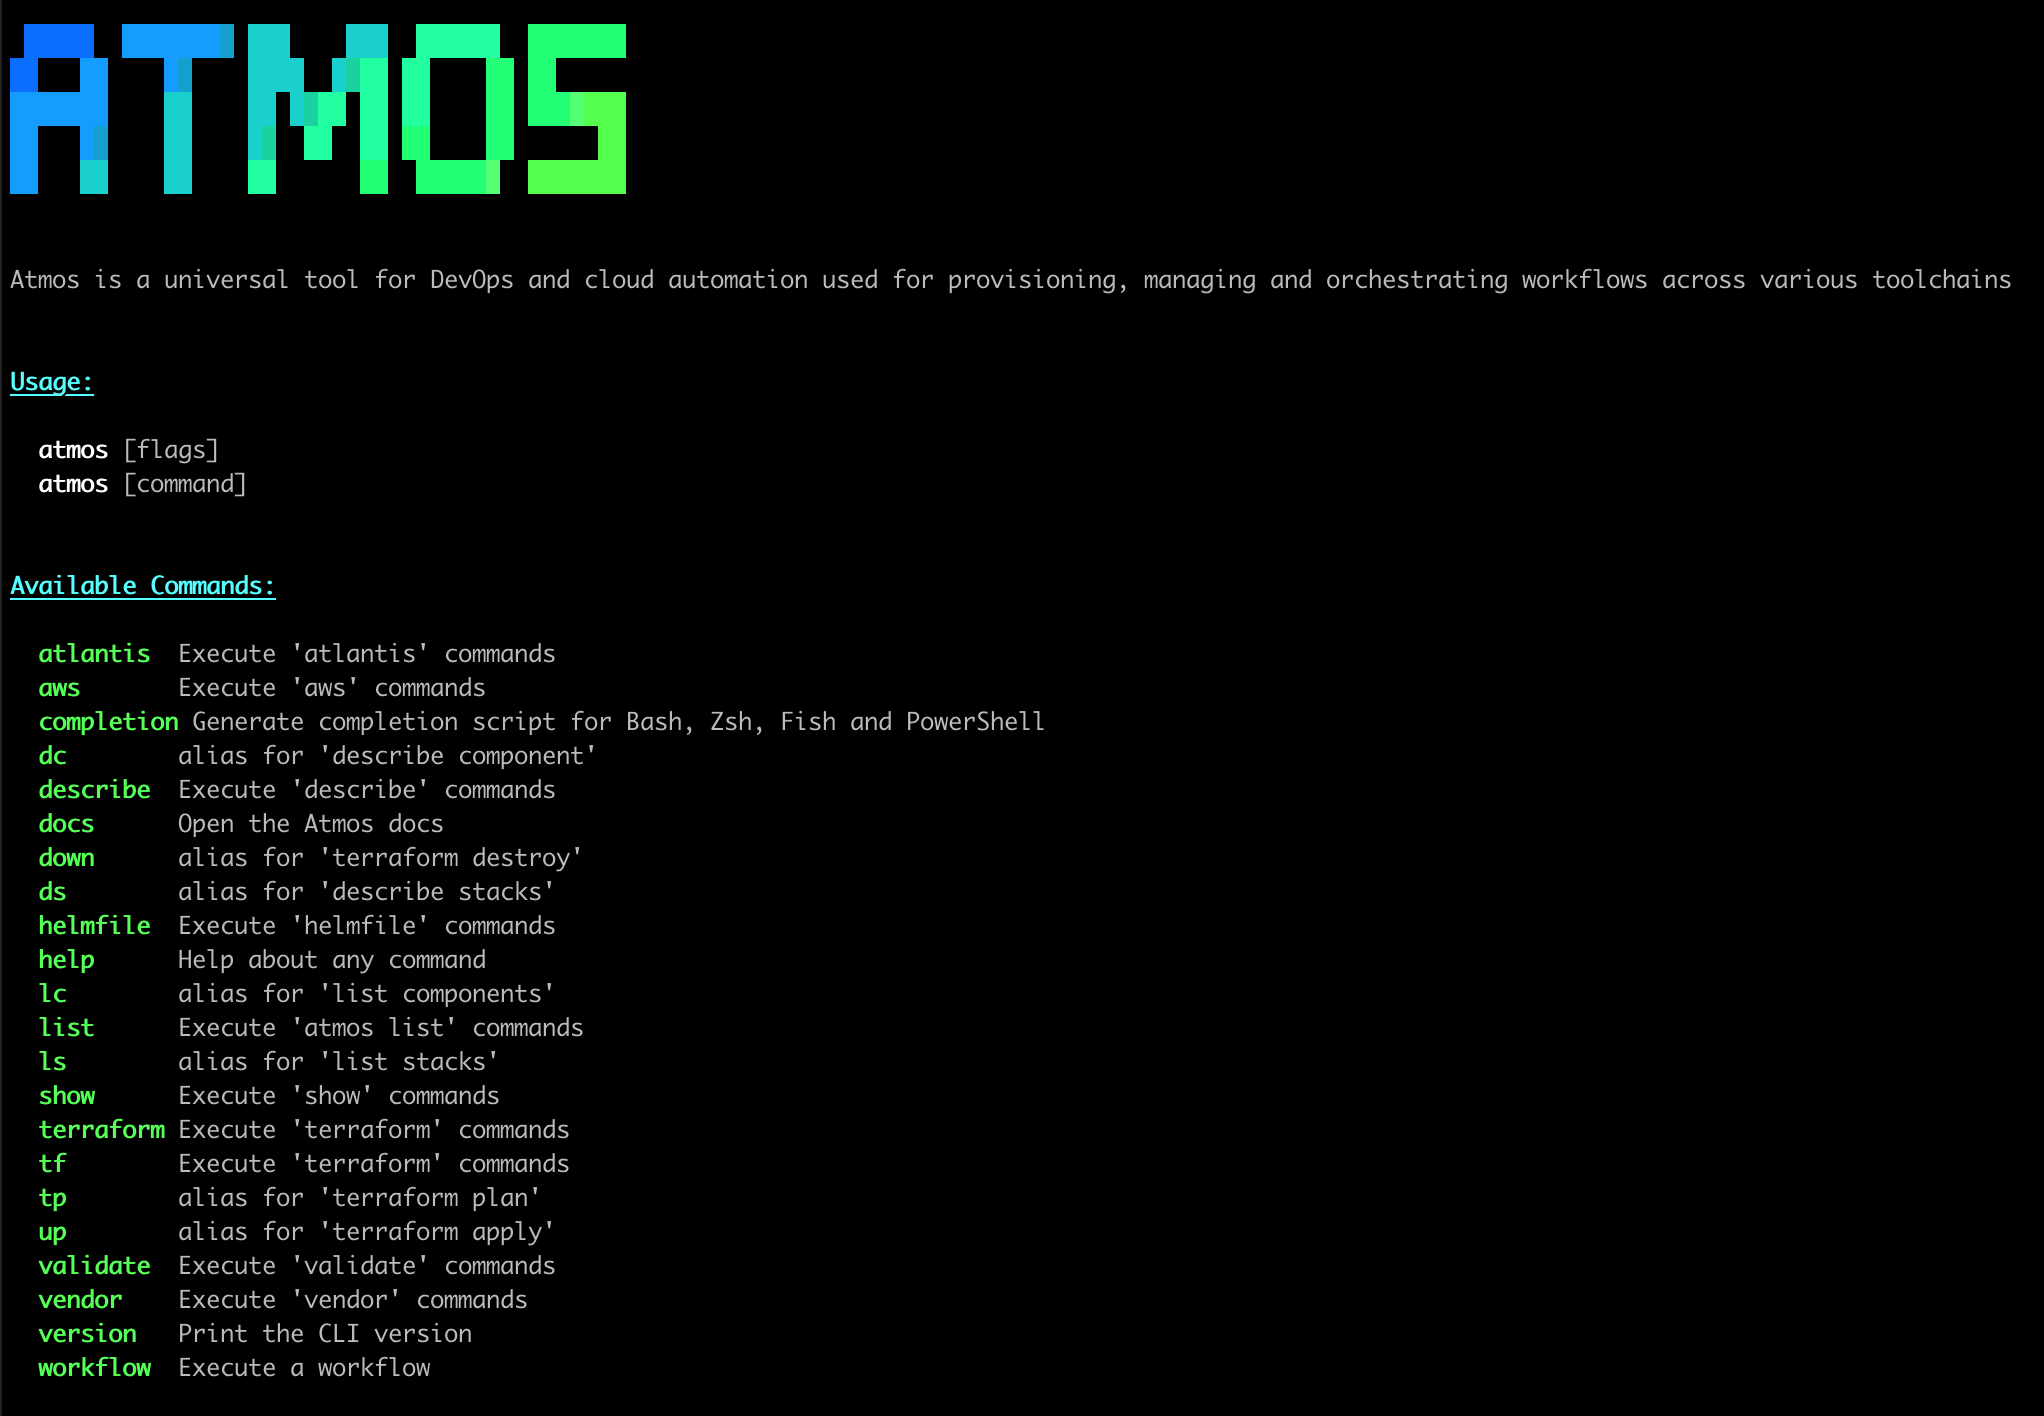 ATMOS
Atmos is a universal tool for DevOps and cloud automation used for provisioning, managing and orchestrating workflows across various toolchains
Usage:
atmos [flags]
atmos [command]
Available Commands:
atlantis  Execute 'atlantis' commands
aws       Execute 'aws' commands
completion Generate completion script for Bash, Zsh, Fish and PowerShell
dc        alias for 'describe component'
describe  Execute 'describe' commands
docs      Open the Atmos docs
down      alias for 'terraform destroy'
ds        alias for 'describe stacks'
helmfile  Execute 'helmfile' commands
help      Help about any command
lc        alias for 'list components'
list      Execute 'atmos list' commands
ls        alias for 'list stacks'
show      Execute 'show' commands
terraform Execute 'terraform' commands
tf        Execute 'terraform' commands
tp        alias for 'terraform plan'
up        alias for 'terraform apply'
validate  Execute 'validate' commands
vendor    Execute 'vendor' commands
version   Print the CLI version
workflow  Execute a workflow